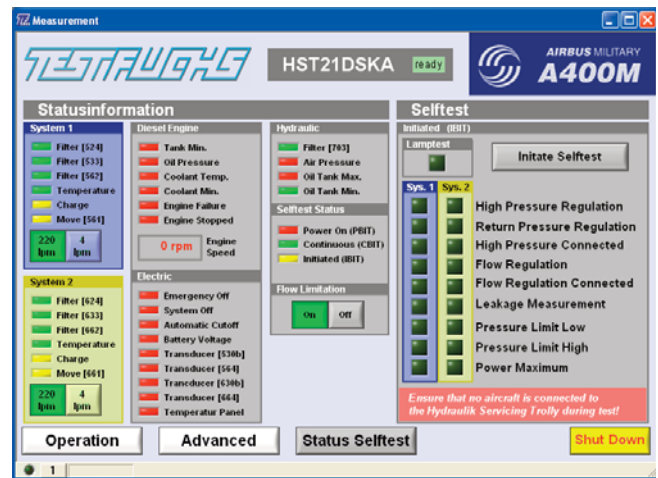 Measurement
TESTFUCHS
HST21DSKA
ready
AIRBUS MILITARY
A400M
Statusinformation
System 1
Filter [524]
Filter [533]
Filter [562]
Temperature
Charge
Move [561]
220 lpm
4 lpm
System 2
Filter [624]
Filter [633]
Filter [662]
Temperature
Charge
Move [661]
220 lpm
4 lpm
Diesel Engine
Tank Min.
Oil Pressure
Coolant Temp.
Coolant Min.
Engine Failure
Engine Stopped
0 rpm
Engine Speed
Electric
Emergency Off
System Off
Automatic Cutoff
Battery Voltage
Transducer [530b]
Transducer [564]
Transducer [630b]
Transducer [664]
Temperatur Panel
Hydraulic
Filter [703]
Air Pressure
Oil Tank Max.
Oil Tank Min.
Selftest Status
Power On (PBIT)
Continuous (CBIT)
Initiated (IBIT)
Flow Limitation
On
Off
Selftest
Initiated (IBIT)
Lamptest
Initate Selftest
Sys. 1
Sys. 2
High Pressure Regulation
Return Pressure Regulation
High Pressure Connected
Flow Regulation
Flow Regulation Connected
Leakage Measurement
Pressure Limit Low
Pressure Limit High
Power Maximum
Ensure that no aircraft is connected to
the Hydraulik Servicing Trolly during test!
Operation
Advanced
Status Selftest
Shut Down
1